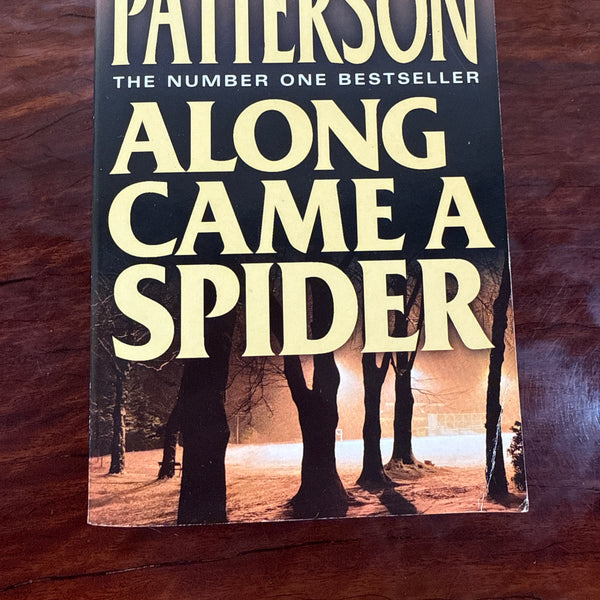 PATTERSON
THE NUMBER ONE BESTSELLER
ALONG
CAME A
SPIDER